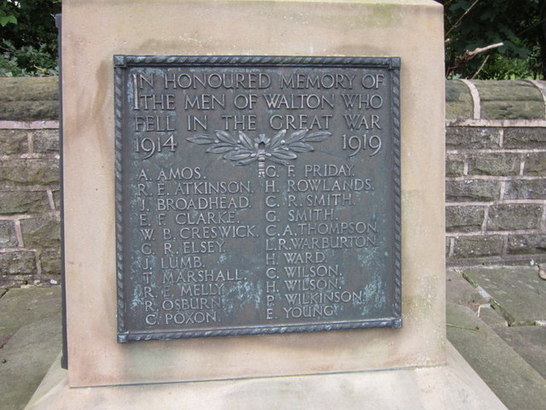 IN HONOURED MEMORY OF
THE MEN OF WALTON WHO
FELL IN THE GREAT WAR
1914 1919
A. AMOS.
R. E. ATKINSON.
J. BROADHEAD.
E. F. CLARKE.
W. B. CRESWICK.
G. R. ELSEY.
J. LUMB.
T. MARSHALL.
R. F. MELLY.
R. OSBURN.
C. POXON.
G. F. PRIDAY.
H. ROWLANDS.
C. R. SMITH.
G. SMITH.
C. A. THOMPSON.
L. R. WARBURTON.
H. WARD.
C. WILSON.
H. WILSON.
P. WILKINSON.
E. YOUNG.